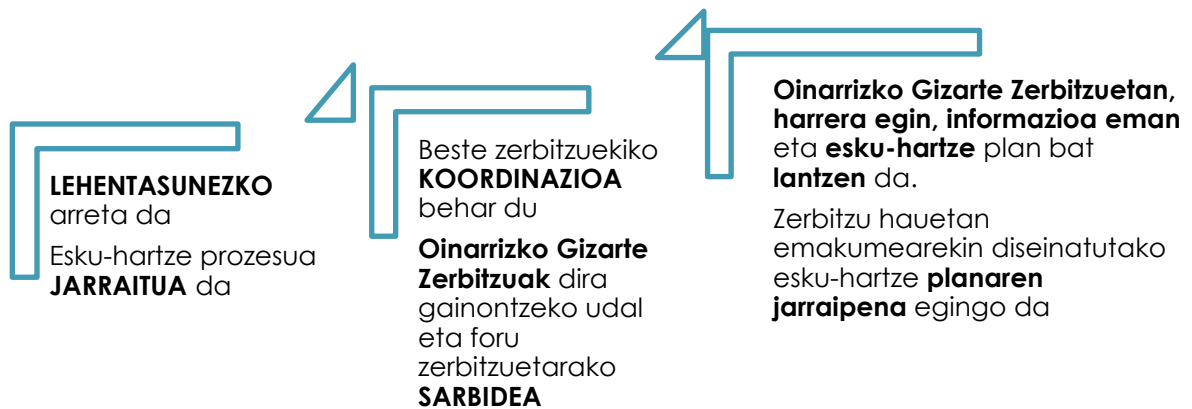 LEHENTASUNEZKO
arreta da
Esku-hartze prozesua
JARRAITUA da
Beste zerbitzuekiko
KOORDINAZIOA
behar du
Oinarrizko Gizarte
Zerbitzuak dira
gainontzeko udal
eta foru
zerbitzuetarako
SARBIDEA
Oinarrizko Gizarte Zerbitzuetan,
harrera egin, informazioa eman
eta esku-hartze plan bat
lantzen da.
Zerbitzu hauetan
emakumearekin diseinatutako
esku-hartze planaren
jarraipena egingo da